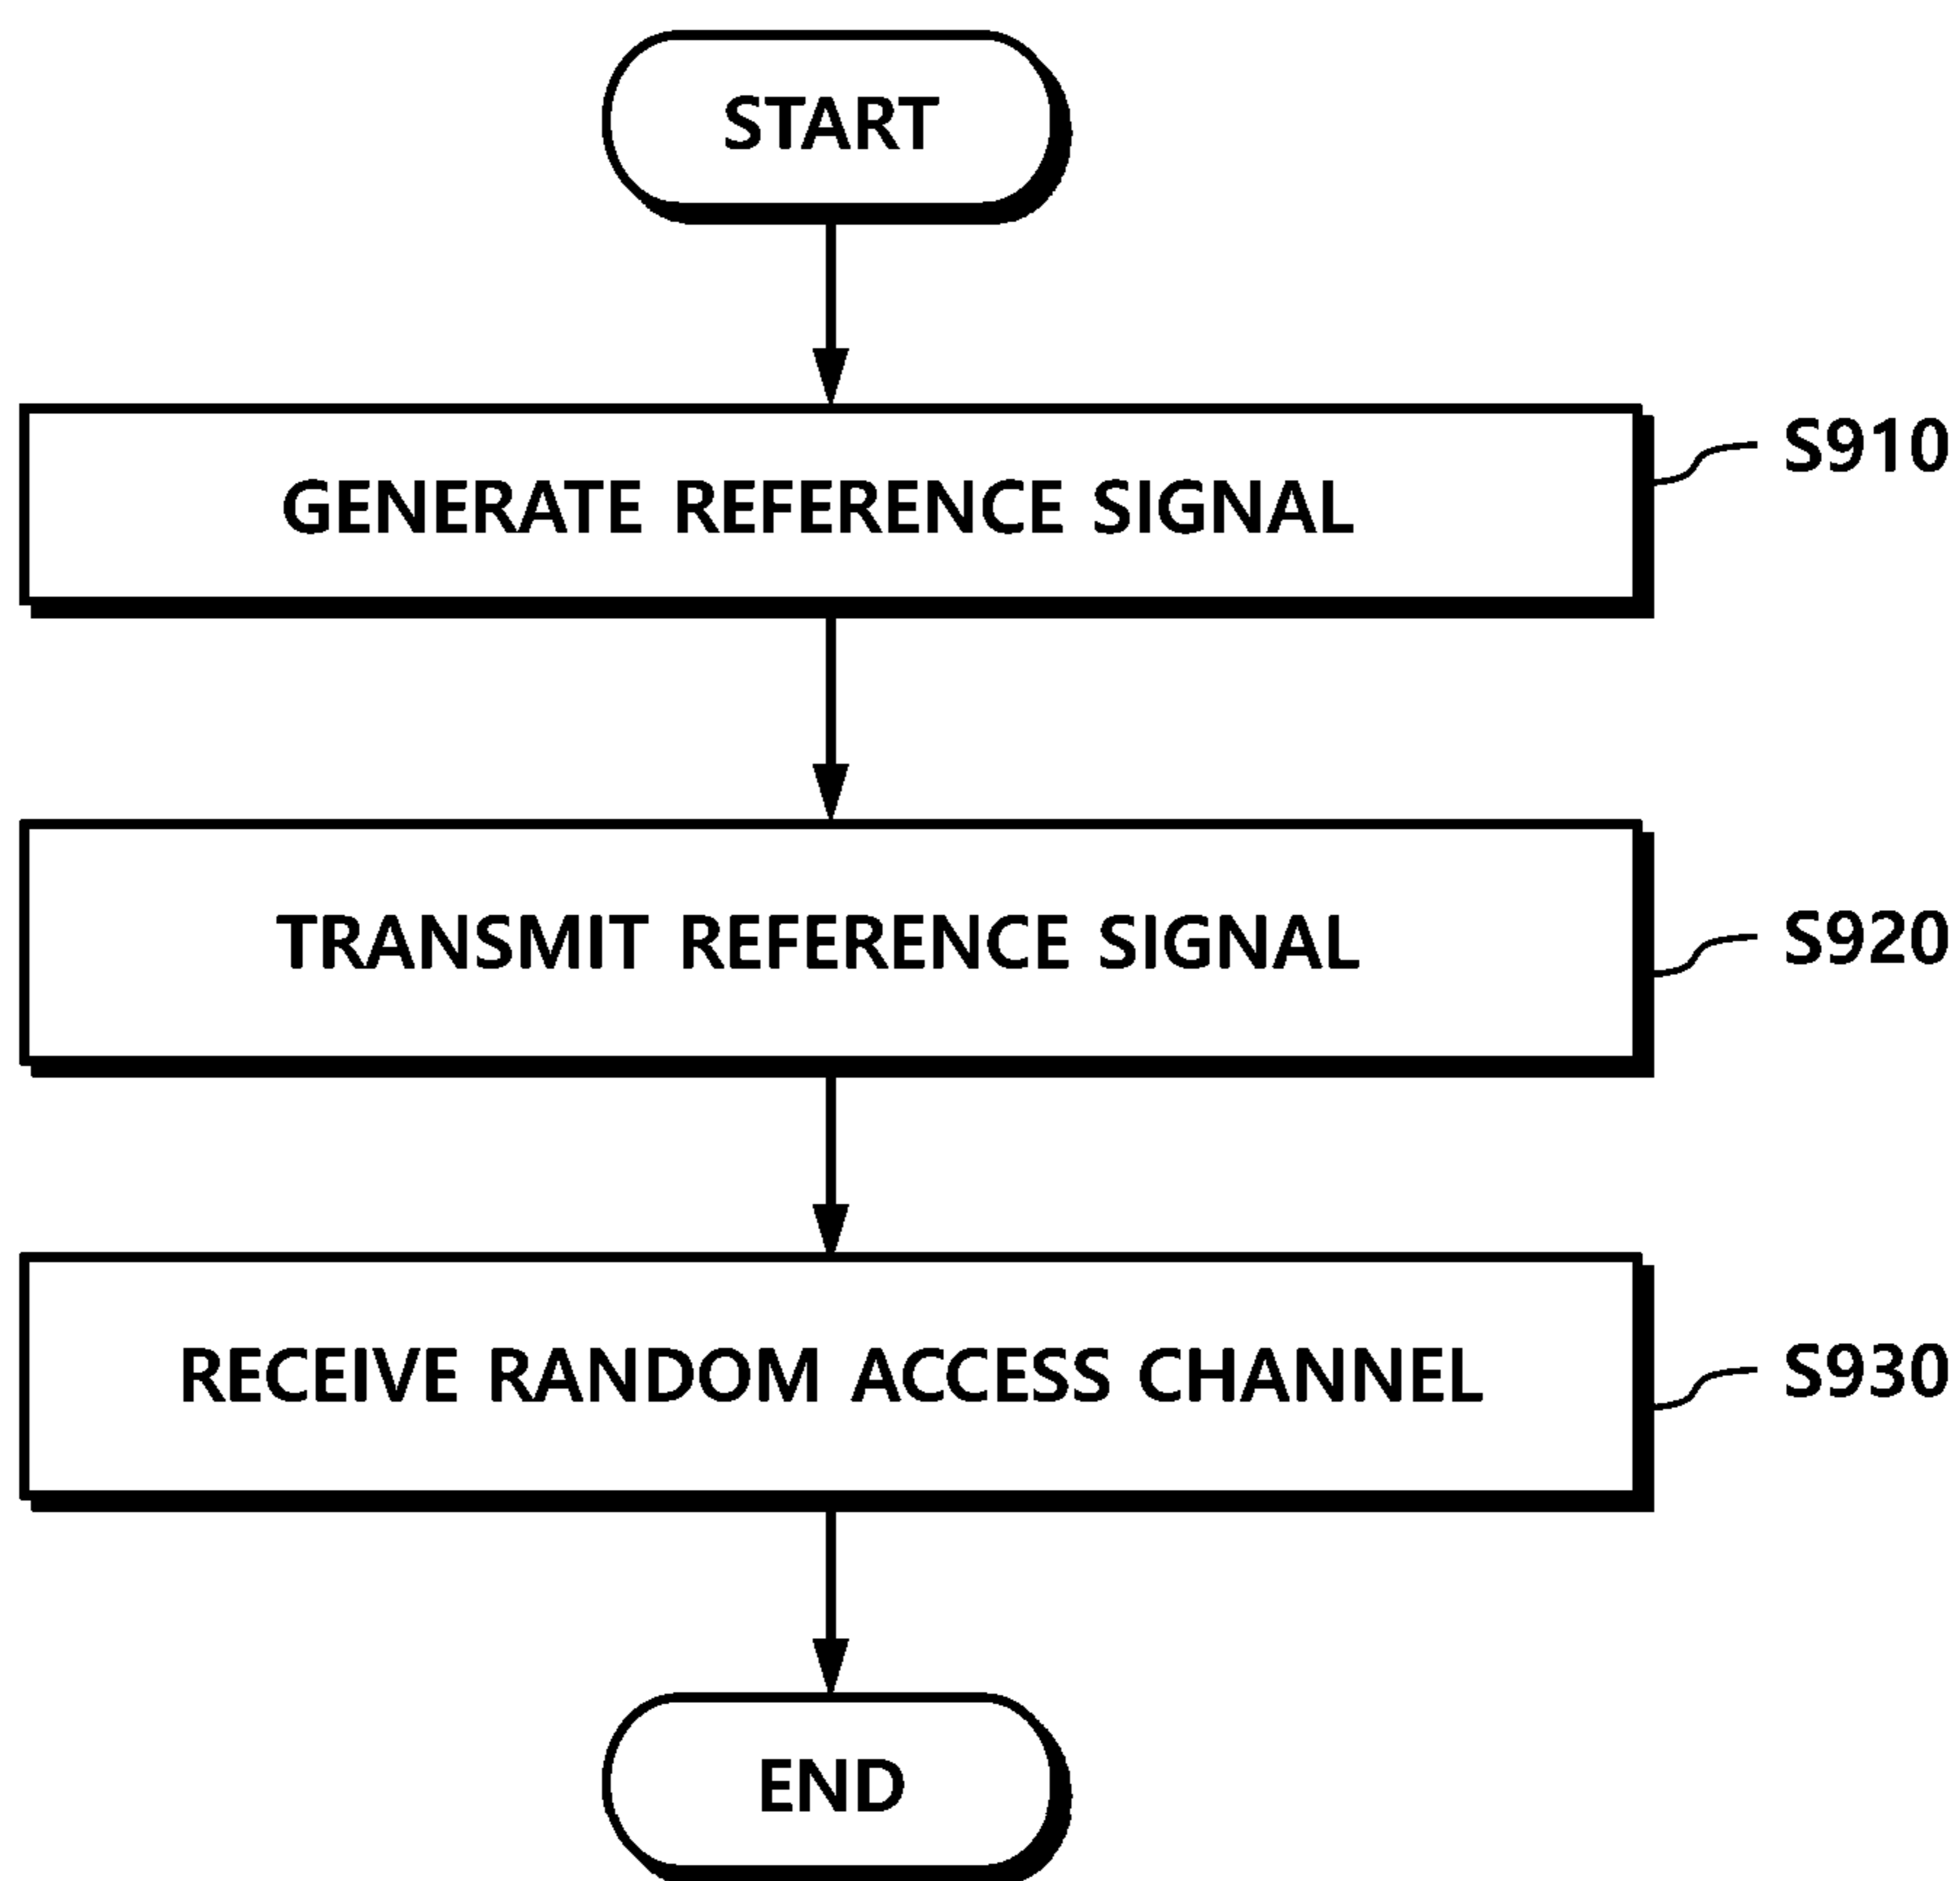 START
GENERATE REFERENCE SIGNAL
S910
TRANSMIT REFERENCE SIGNAL
S920
RECEIVE RANDOM ACCESS CHANNEL
S930
END